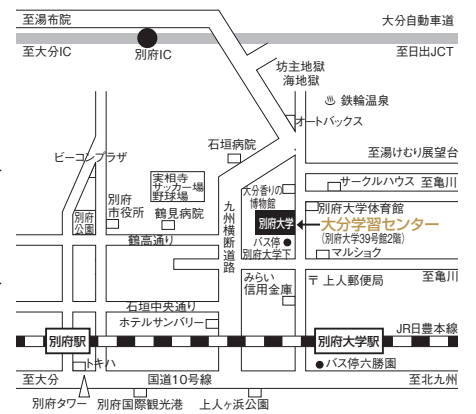 至湯布院
大分自動車道
至大分IC
別府IC
至日出JCT
坊主地獄
海地獄
鉄輪温泉
オートバックス
石垣病院
ビーコンプラザ
至湯けむり展望台
実相寺
サッカー場
野球場
大分香りの
博物館
サークルハウス
至亀川
別府
市役所
鶴見病院
九州横断道路
別府大学
別府大学体育館
大分学習センター
(別府大学39号館2階)
別府
公園
鶴高通り
バス停
別府大学下
マルショク
みらい
信用金庫
〒上人郵便局
至亀川
石垣中央通り
ホテルサンバリー
JR日豊本線
別府駅
別府大学駅
トキハ
バス停六勝園
至大分
国道10号線
至北九州
別府タワー
別府国際観光港
上人ヶ浜公園